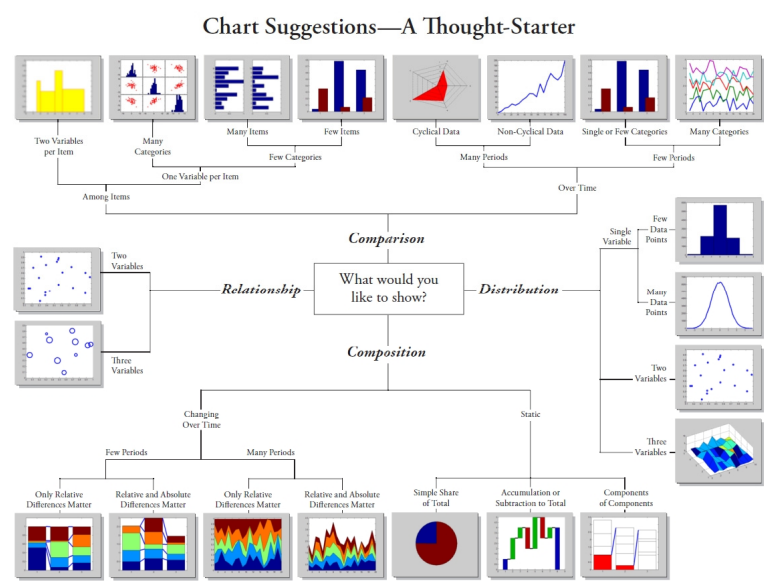 Chart Suggestions—A Thought-Starter
Two Variables
per Item
Many
Categories
Many Items
Few Items
Cyclical Data
Non-Cyclical Data
Single or Few Categories
Many Categories
Few Categories
Many Periods
Few Periods
One Variable per Item
Among Items
Over Time
Comparison
Two
Variables
Three
Variables
Relationship
What would you
like to show?
Distribution
Single
Variable
Few
Data
Points
Many
Data
Points
Two
Variables
Three
Variables
Composition
Changing
Over Time
Static
Few Periods
Many Periods
Only Relative
Differences Matter
Relative and Absolute
Differences Matter
Only Relative
Differences Matter
Relative and Absolute
Differences Matter
Simple Share
of Total
Accumulation or
Subtraction to Total
Components
of Components